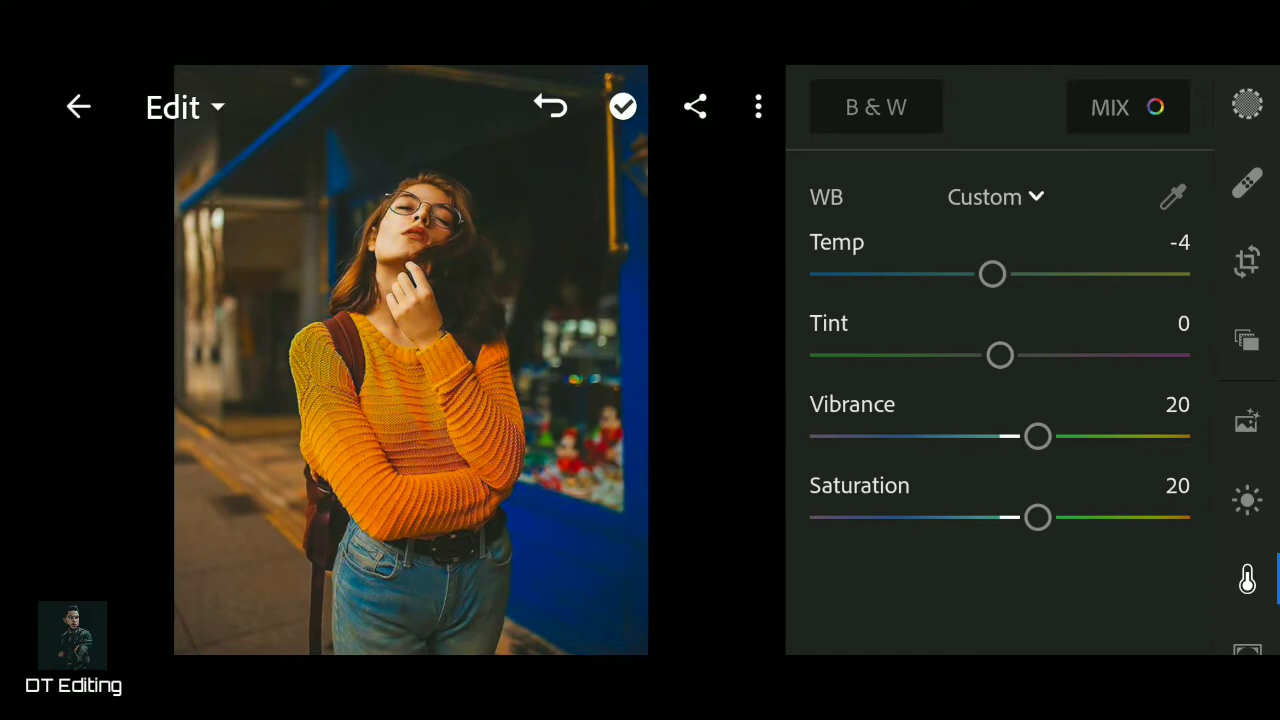 Edit
B & W
MIX
WB
Custom
Temp
-4
Tint
0
Vibrance
20
Saturation
20
DT Editing